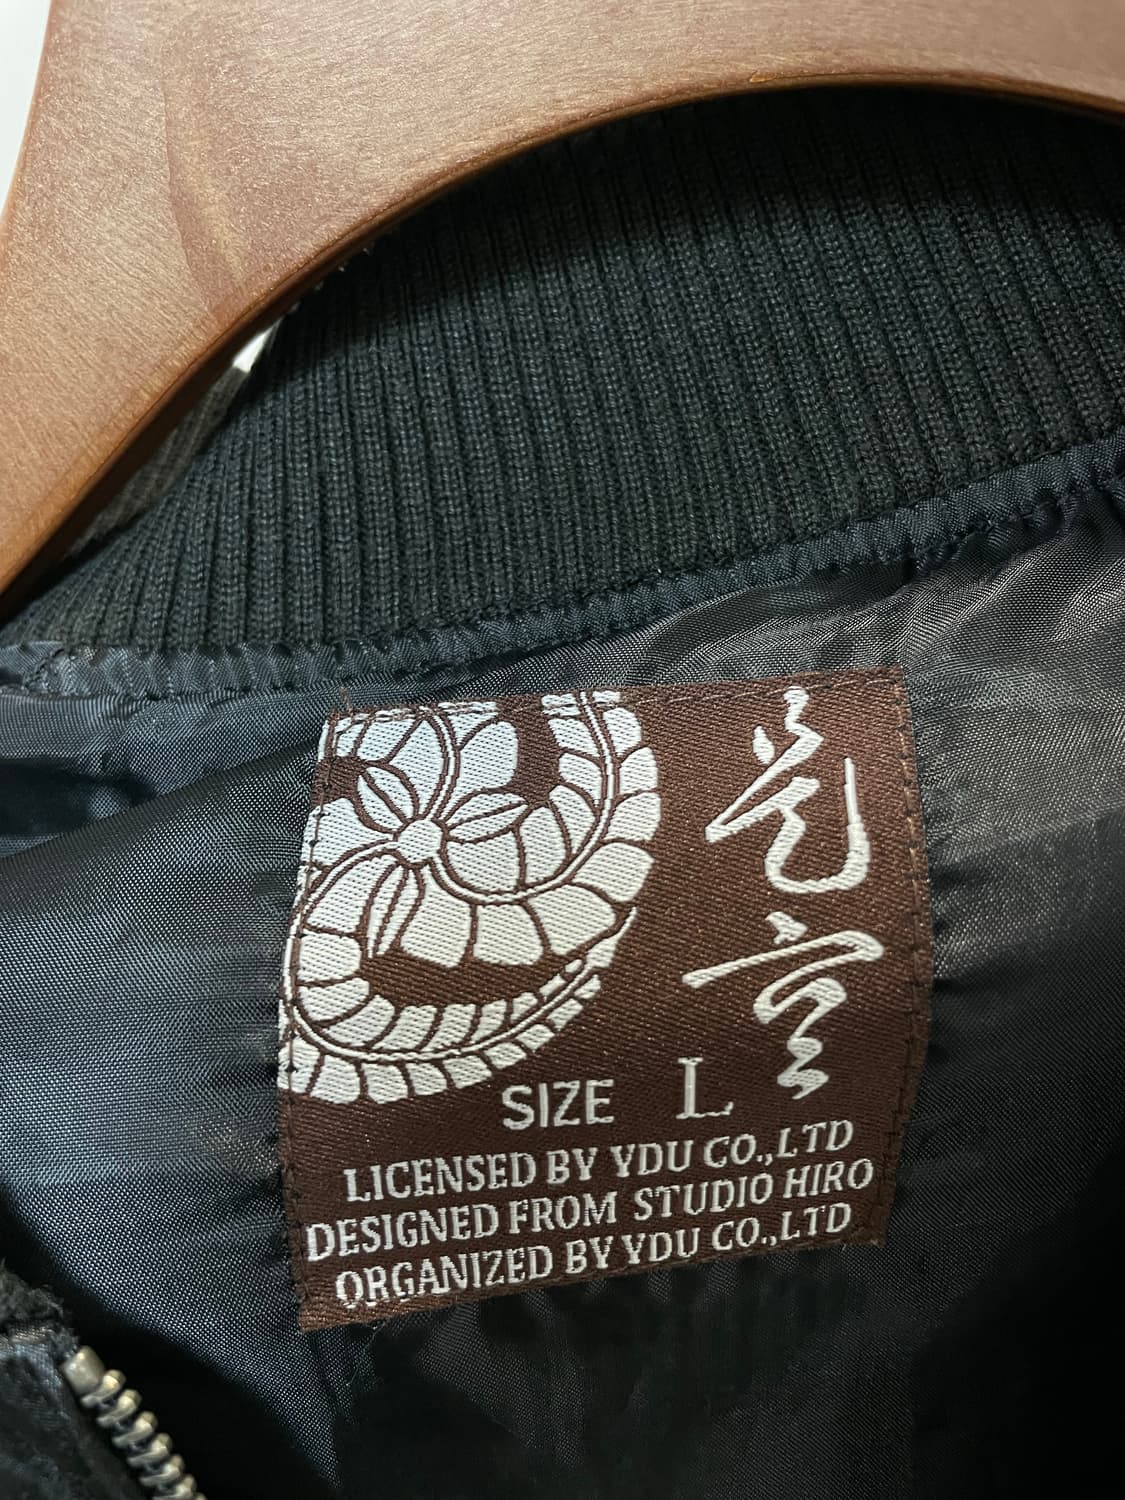 SIZE L
LICENSED BY YDU CO.,LTD
DESIGNED FROM STUDIO HIRO
ORGANIZED BY YDU CO.,LTD